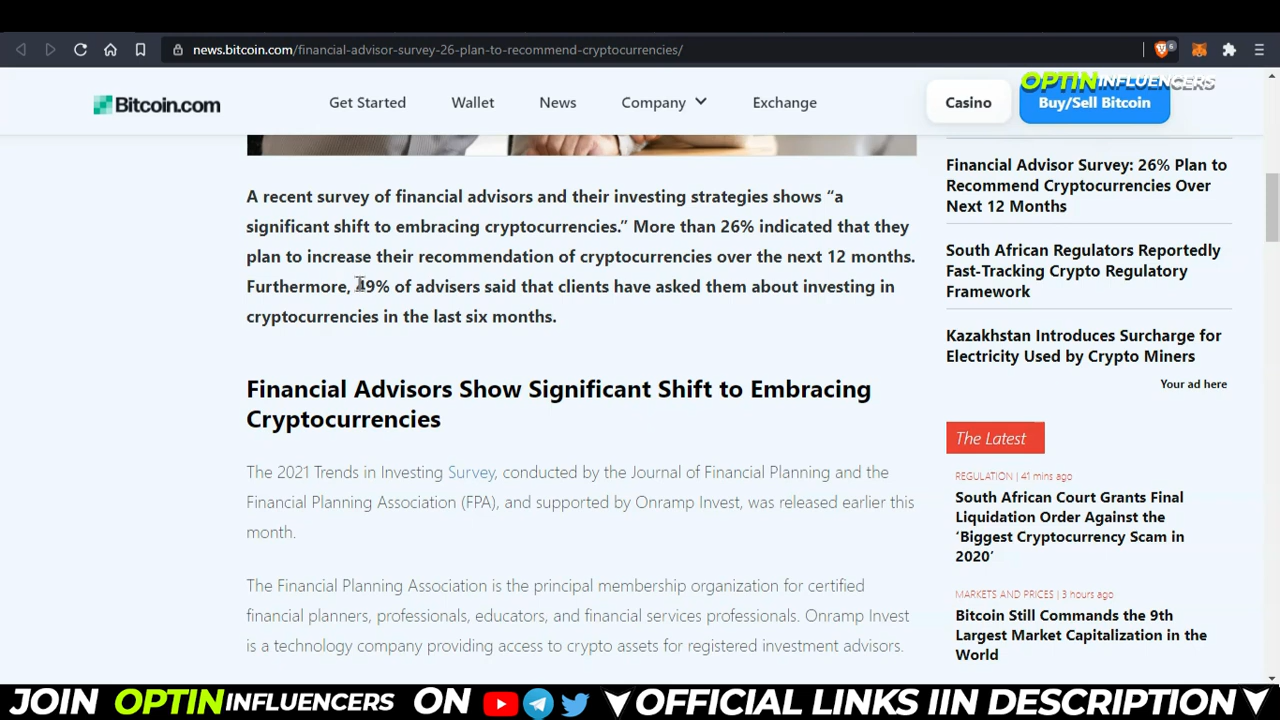 news.bitcoin.com/financial-advisor-survey-26-plan-to-recommend-cryptocurrencies/
6
OPTIN INFLUENCERS
Bitcoin.com
Get Started
Wallet
News
Company
Exchange
Casino
Buy/Sell Bitcoin
A recent survey of financial advisors and their investing strategies shows “a
significant shift to embracing cryptocurrencies.” More than 26% indicated that they
plan to increase their recommendation of cryptocurrencies over the next 12 months.
Furthermore, 49% of advisers said that clients have asked them about investing in
cryptocurrencies in the last six months.
Financial Advisors Show Significant Shift to Embracing
Cryptocurrencies
The 2021 Trends in Investing Survey, conducted by the Journal of Financial Planning and the
Financial Planning Association (FPA), and supported by Onramp Invest, was released earlier this
month.
The Financial Planning Association is the principal membership organization for certified
financial planners, professionals, educators, and financial services professionals. Onramp Invest
is a technology company providing access to crypto assets for registered investment advisors.
Financial Advisor Survey: 26% Plan to
Recommend Cryptocurrencies Over
Next 12 Months
South African Regulators Reportedly
Fast-Tracking Crypto Regulatory
Framework
Kazakhstan Introduces Surcharge for
Electricity Used by Crypto Miners
Your ad here
The Latest
REGULATION | 41 mins ago
South African Court Grants Final
Liquidation Order Against the
‘Biggest Cryptocurrency Scam in
2020’
MARKETS AND PRICES | 3 hours ago
Bitcoin Still Commands the 9th
Largest Market Capitalization in the
World
JOIN OPTIN INFLUENCERS ON OFFICIAL LINKS IIN DESCRIPTION